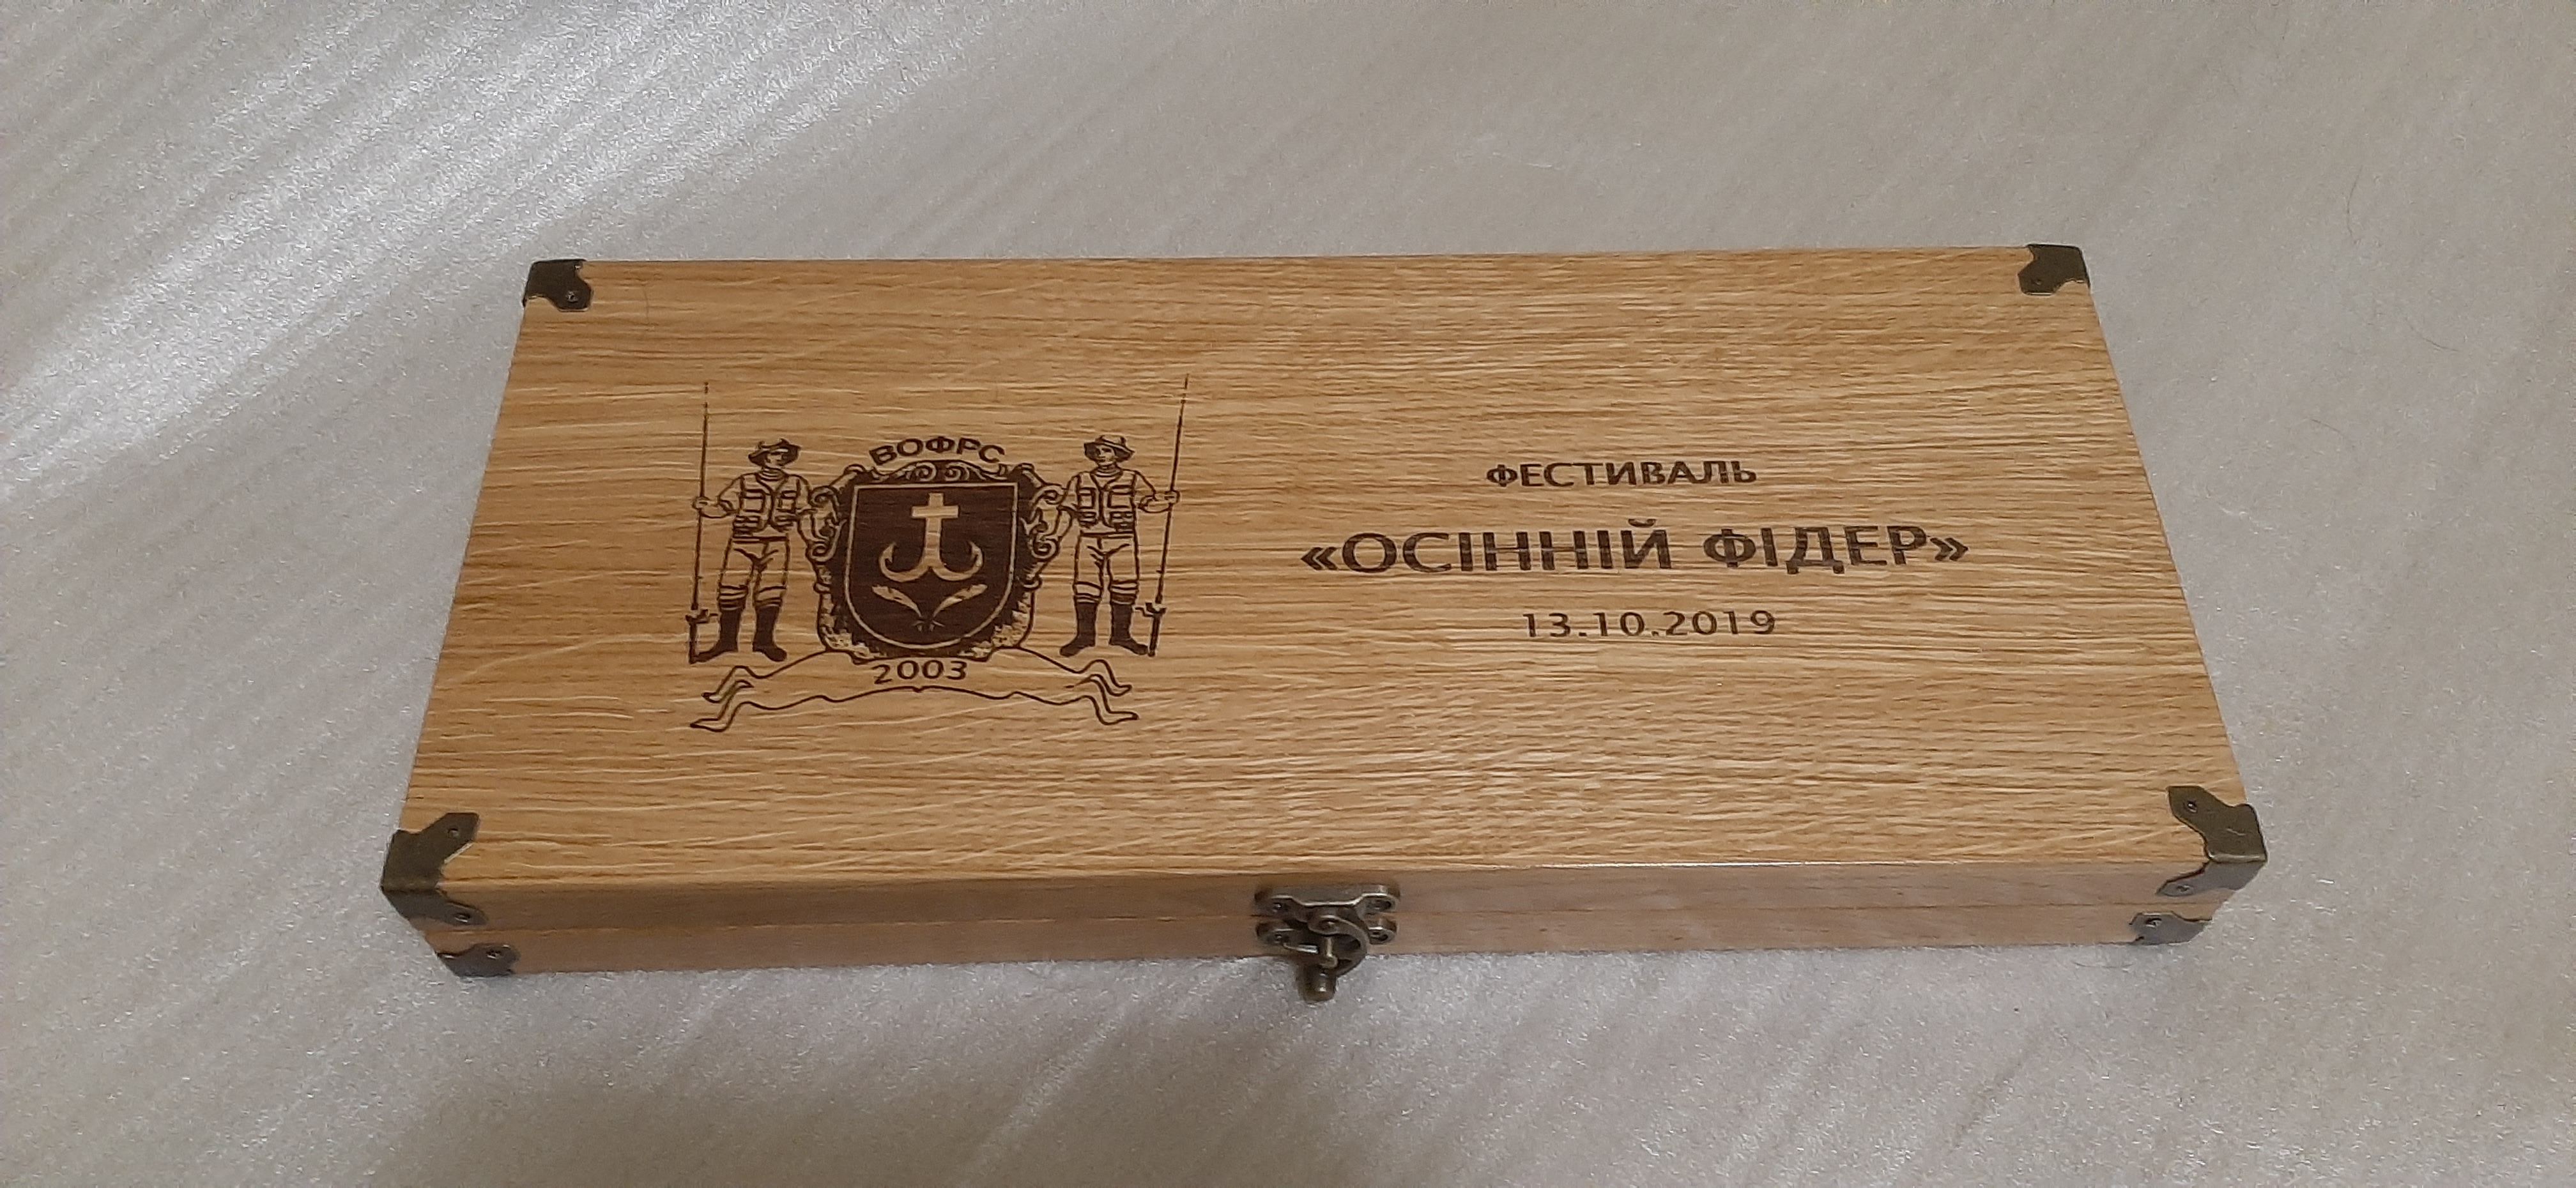 ВОФРС
2003
ФЕСТИВАЛЬ
«ОСІННІЙ ФІДЕР»
13.10.2019